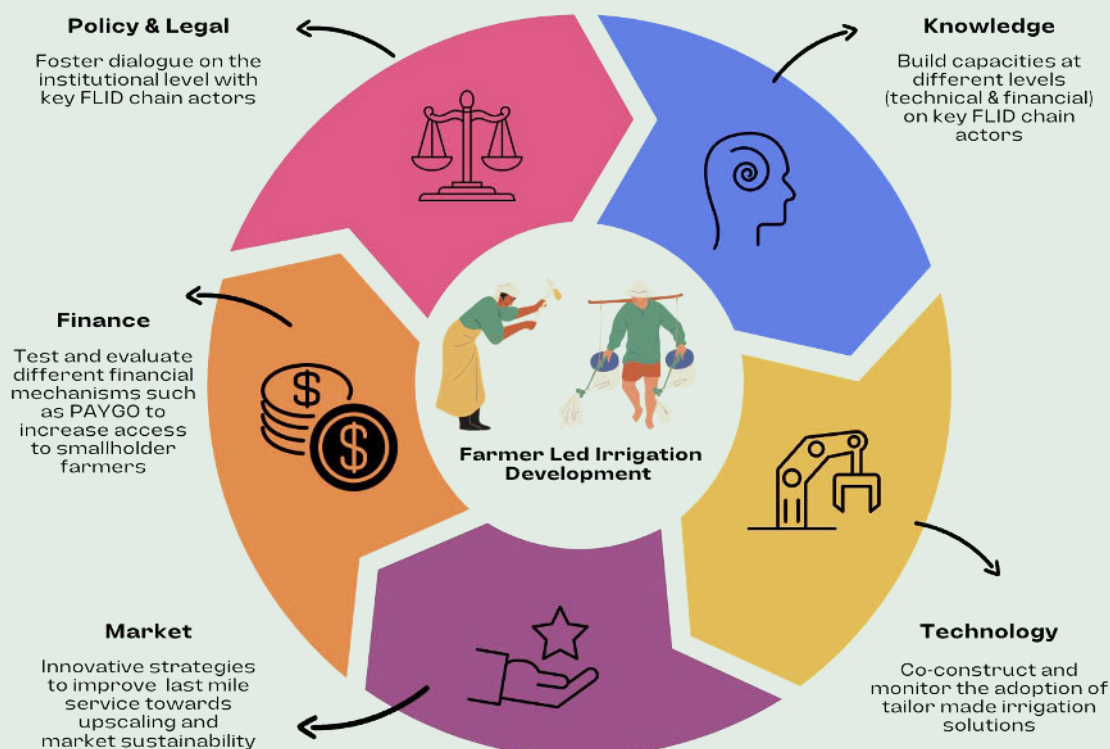 Policy & Legal
Foster dialogue on the
institutional level with
key FLID chain actors
Knowledge
Build capacities at
different levels
(technical & financial)
on key FLID chain
actors
Finance
Test and evaluate
different financial
mechanisms such
as PAYGO to
increase access
to smallholder
farmers
$
$
Farmer Led Irrigation
Development
Market
Innovative strategies
to improve last mile
service towards
upscaling and
market sustainability
Technology
Co-construct and
monitor the adoption of
tailor made irrigation
solutions